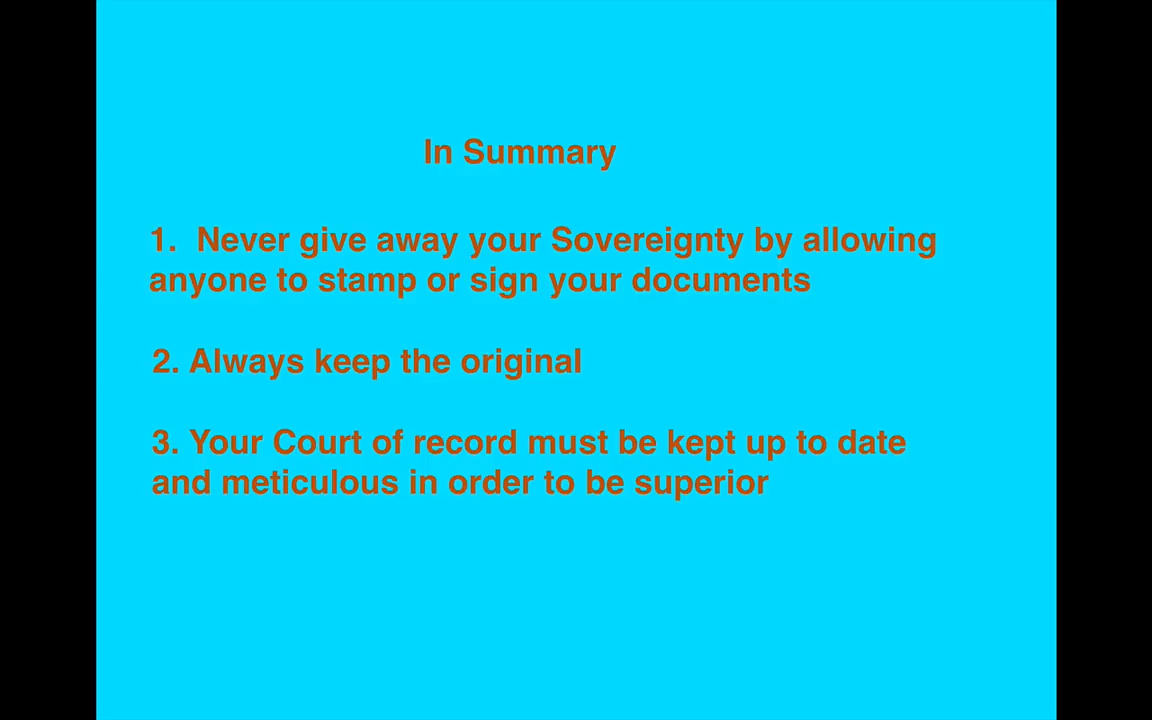 In Summary
1. Never give away your Sovereignty by allowing
anyone to stamp or sign your documents
2. Always keep the original
3. Your Court of record must be kept up to date
and meticulous in order to be superior